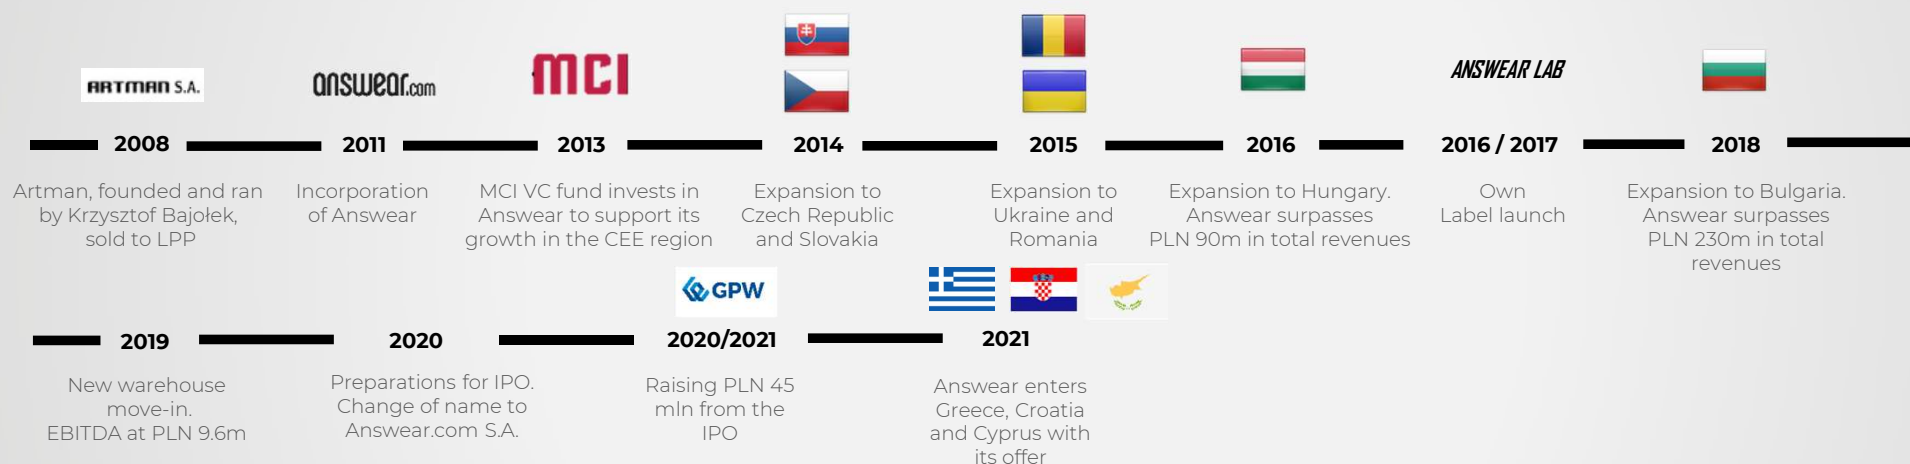 ARTMAN S.A.
answear.com
MCI
ANSWEAR LAB
2008
2011
2013
2014
2015
2016
2016 / 2017
2018
Artman, founded and ran
by Krzysztof Bajołek,
sold to LPP
Incorporation
of Answear
MCI VC fund invests in
Answear to support its
growth in the CEE region
Expansion to
Czech Republic
and Slovakia
Expansion to
Ukraine and
Romania
Expansion to Hungary.
Answear surpasses
PLN 90m in total revenues
Own
Label launch
Expansion to Bulgaria.
Answear surpasses
PLN 230m in total
revenues
GPW
2019
2020
2020/2021
2021
New warehouse
move-in.
EBITDA at PLN 9.6m
Preparations for IPO.
Change of name to
Answear.com S.A.
Raising PLN 45
mln from the
IPO
Answear enters
Greece, Croatia
and Cyprus with
its offer